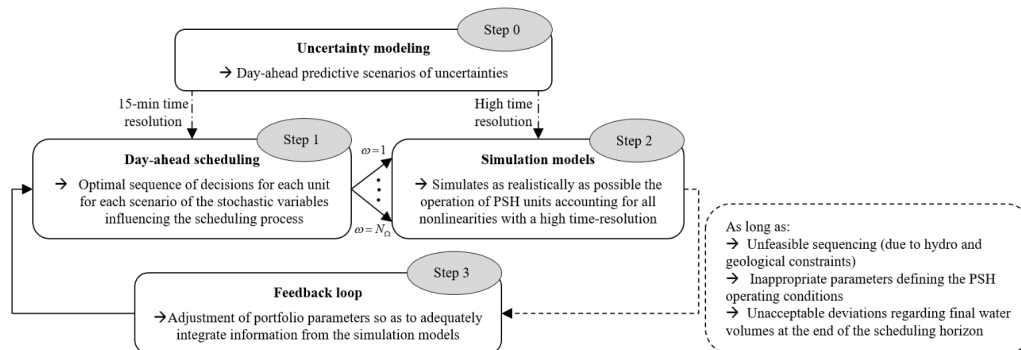 Step 0
Uncertainty modeling
→ Day-ahead predictive scenarios of uncertainties
15-min time
resolution
High time
resolution
Step 1
Day-ahead scheduling
→ Optimal sequence of decisions for each unit
for each scenario of the stochastic variables
influencing the scheduling process
ω=1
ω=N_Ω
Step 2
Simulation models
→ Simulates as realistically as possible the
operation of PSH units accounting for all
nonlinearities with a high time-resolution
As long as:
→ Unfeasible sequencing (due to hydro and
geological constraints)
→ Inappropriate parameters defining the PSH
operating conditions
→ Unacceptable deviations regarding final water
volumes at the end of the scheduling horizon
Step 3
Feedback loop
→Adjustment of portfolio parameters so as to adequately
integrate information from the simulation models